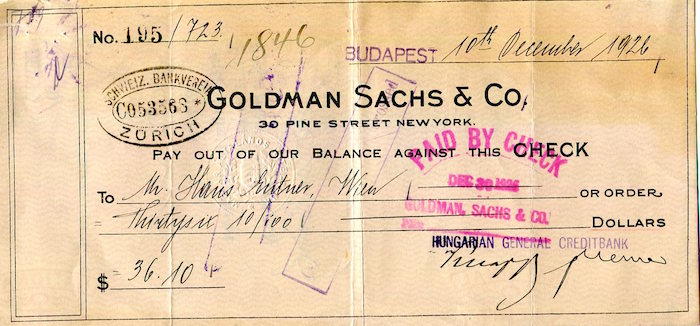 No. 195/723.
1846
BUDAPEST 10th December 1926
SCHWEIZ. BANKVEREIN
C053563 *
ZÜRICH
GOLDMAN SACHS & CO.,
30 PINE STREET NEW YORK.
PAY OUT OF OUR BALANCE AGAINST THIS CHECK
PAID BY CHECK
DEC 30 1926
GOLDMAN, SACHS & CO.
TO Mr. Hans, Wien OR ORDER
Thirtysix 10/100 DOLLARS
HUNGARIAN GENERAL CREDITBANK
$ 36.10